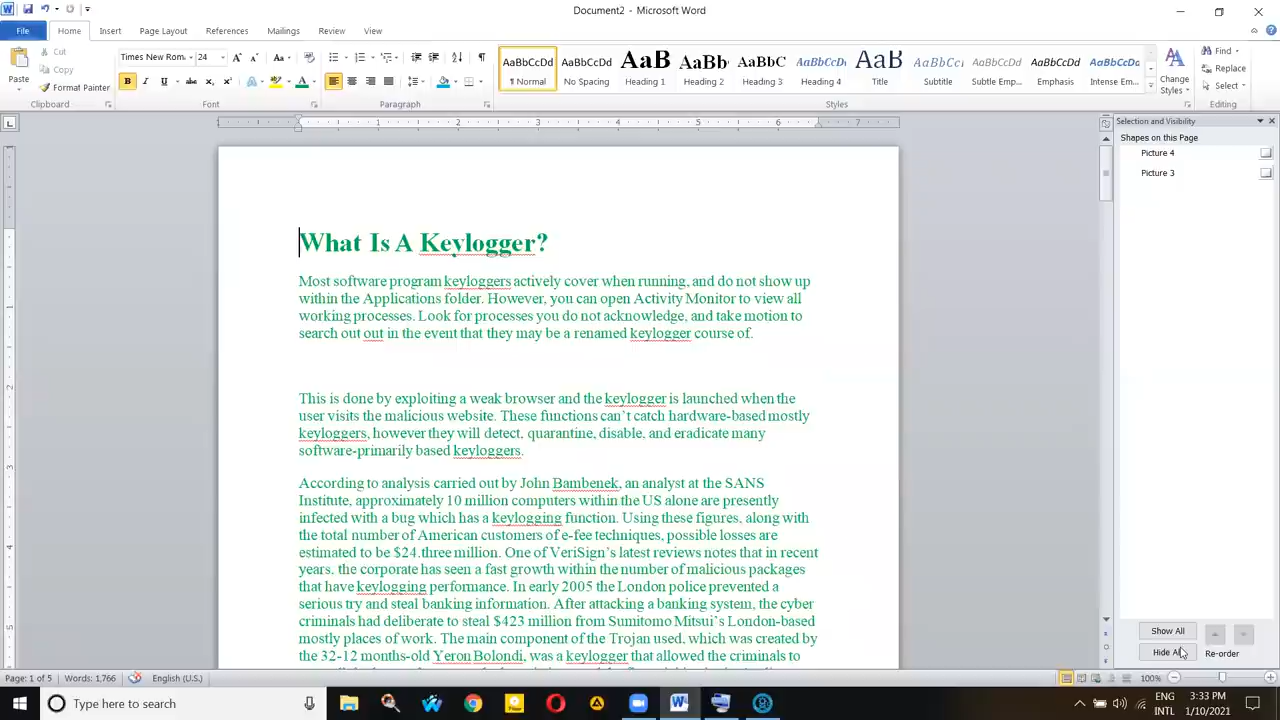 Document2 - Microsoft Word
File Home Insert Page Layout References Mailings Review View
Paste Cut Copy Format Painter Clipboard
Times New Rom 24 Font
Paragraph
AaBbCcDd ¶ Normal AaBbCcDd No Spacing AaB Heading 1 AaBb Heading 2 AaBbC Heading 3 AaBbCcD Heading 4 AaB Title AaBbCc Subtitle AaBbCcDd Subtle Emp... AaBbCcDd Emphasis AaBbCcDd Intense Em... Change Styles Styles
Find Replace Select Editing
1 2 3 4 5 6 7
What Is A Keylogger?
Most software program keyloggers actively cover when running, and do not show up
within the Applications folder. However, you can open Activity Monitor to view all
working processes. Look for processes you do not acknowledge, and take motion to
search out out in the event that they may be a renamed keylogger course of.
This is done by exploiting a weak browser and the keylogger is launched when the
user visits the malicious website. These functions can't catch hardware-based mostly
keyloggers, however they will detect, quarantine, disable, and eradicate many
software-primarily based keyloggers.
According to analysis carried out by John Bambenek, an analyst at the SANS
Institute, approximately 10 million computers within the US alone are presently
infected with a bug which has a keylogging function. Using these figures, along with
the total number of American customers of e-fee techniques, possible losses are
estimated to be $24.three million. One of VeriSign's latest reviews notes that in recent
years. the corporate has seen a fast growth within the number of malicious packages
that have keylogging performance. In early 2005 the London police prevented a
serious try and steal banking information. After attacking a banking system, the cyber
criminals had deliberate to steal $423 million from Sumitomo Mitsui's London-based
mostly places of work. The main component of the Trojan used, which was created by
the 32-12 months-old Yeron Bolondi, was a keylogger that allowed the criminals to
Selection and Visibility
Shapes on this Page
Picture 4
Picture 3
Show All
Hide All Re-order
Page: 1 of 5 Words: 1,766 English (U.S.) 100%
Type here to search
ENG 3:33 PM
INTL 1/10/2021